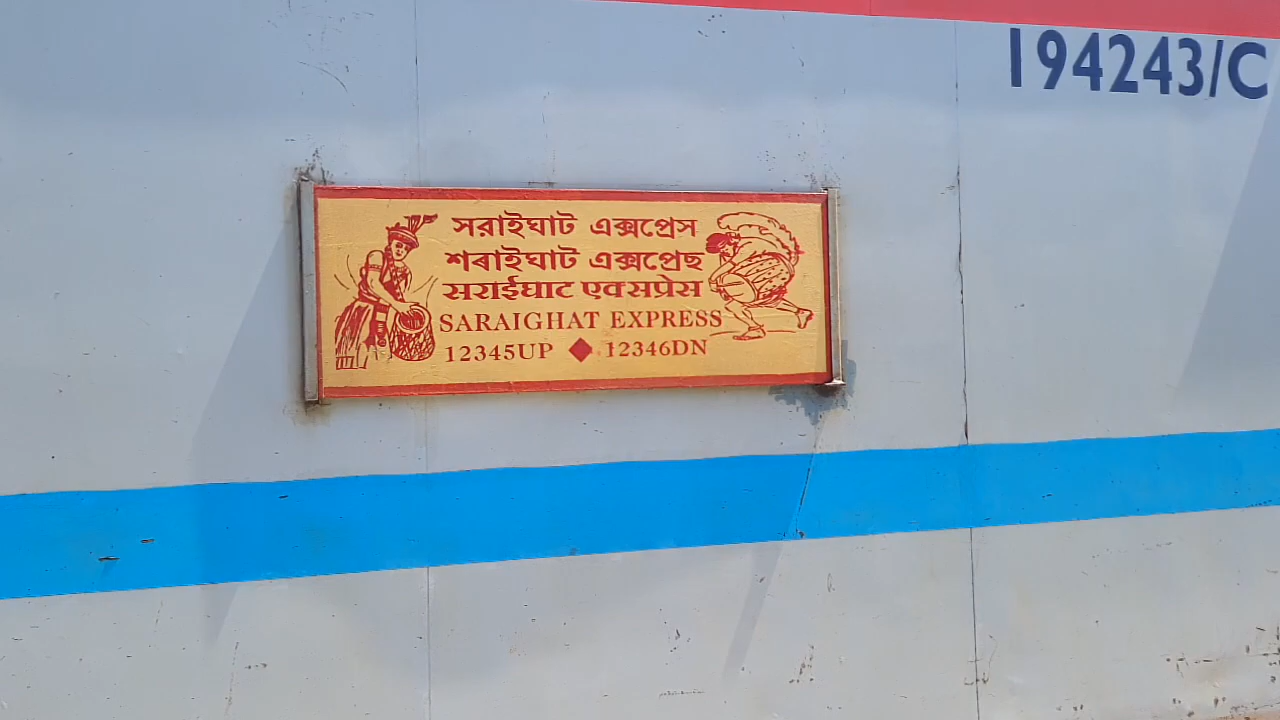 194243/C
সরাইঘাট এক্সপ্রেস
শৰাইঘাট এক্সপ্ৰেছ
सराईघाट एक्सप्रेस
SARAIGHAT EXPRESS
12345UP ◆ 12346DN